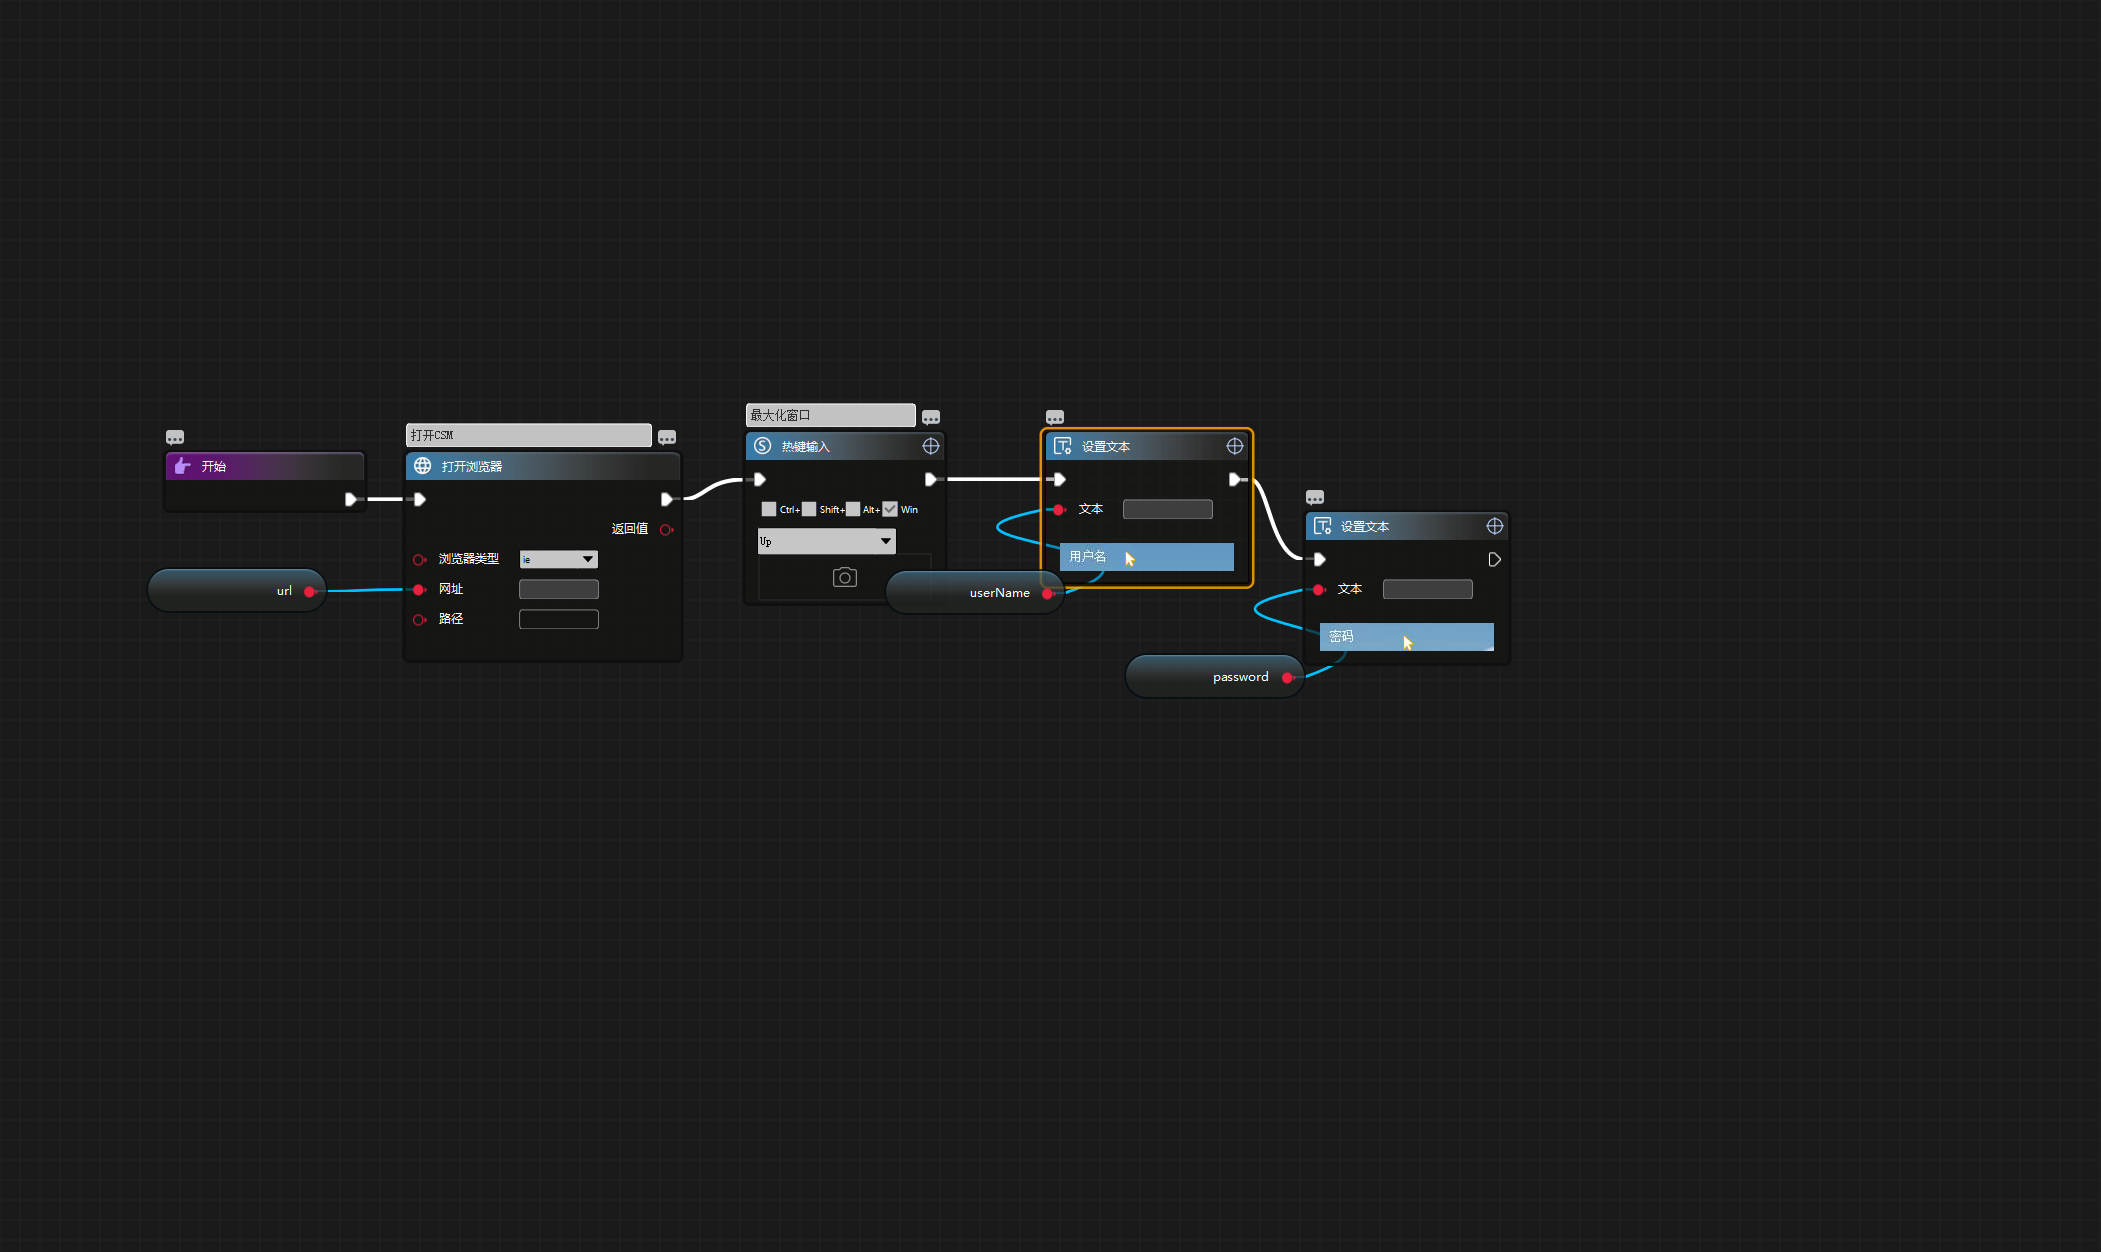 开始
打开CSM
打开浏览器
返回值
浏览器类型
ie
网址
路径
url
最大化窗口
热键输入
Ctrl+
Shift+
Alt+
Win
Up
设置文本
文本
用户名
userName
设置文本
文本
密码
password